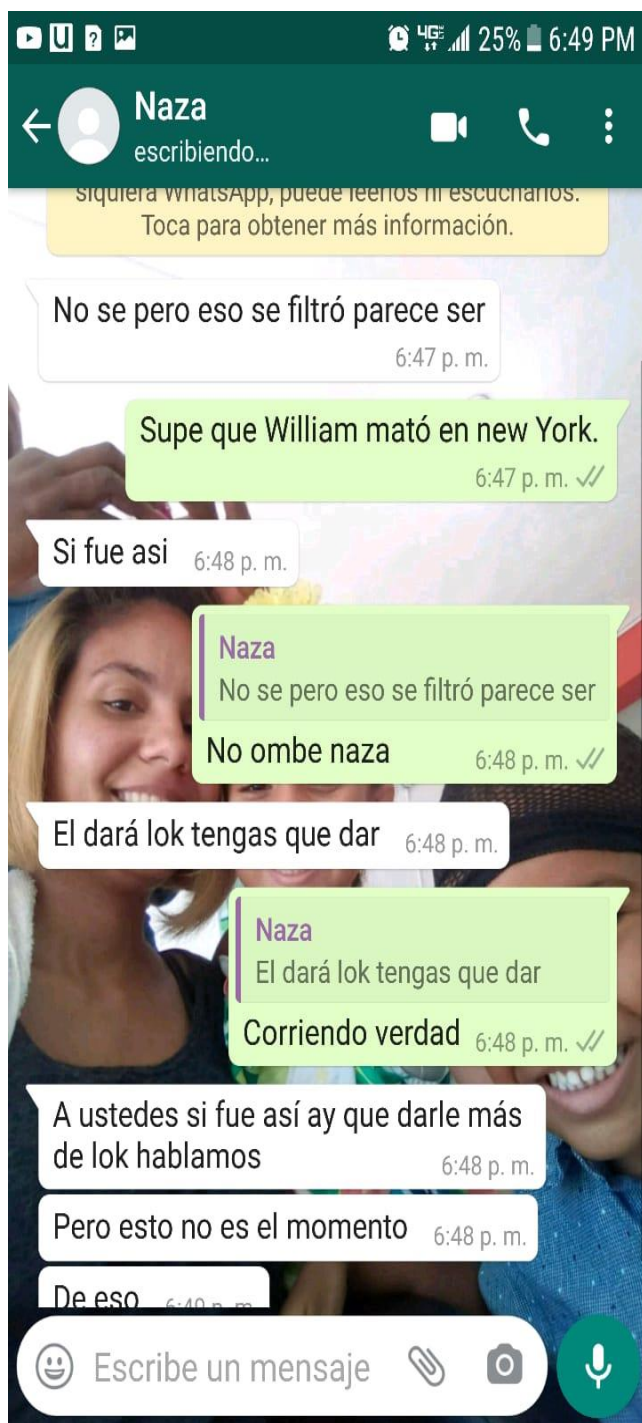 U ? 4GE 25% 6:49 PM
Naza
escribiendo...
siquiera WhatsApp, puede leerlos ni escucharlos.
Toca para obtener más información.
No se pero eso se filtró parece ser
6:47 p. m.
Supe que William mató en new York.
6:47 p. m.
Si fue asi 6:48 p. m.
Naza
No se pero eso se filtró parece ser
No ombe naza 6:48 p. m.
El dará lok tengas que dar 6:48 p. m.
Naza
El dará lok tengas que dar
Corriendo verdad 6:48 p. m.
A ustedes si fue así ay que darle más
de lok hablamos 6:48 p. m.
Pero esto no es el momento 6:48 p. m.
De eso 6:49 p. m.
Escribe un mensaje